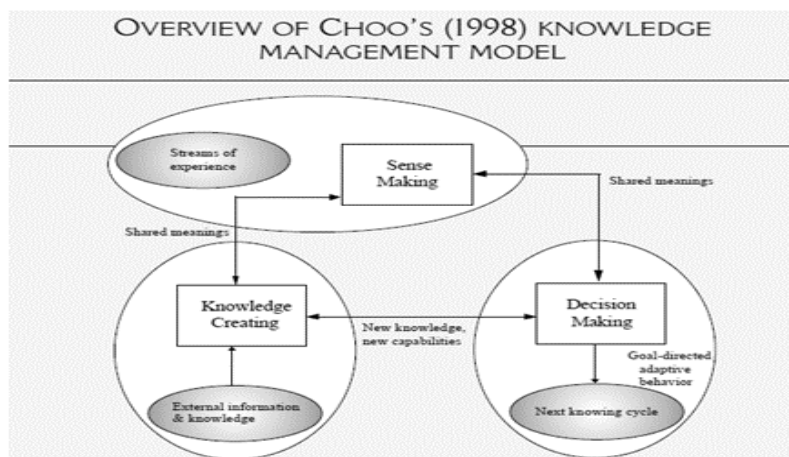 OVERVIEW OF CHOO'S (1998) KNOWLEDGE
MANAGEMENT MODEL
Streams of
experience
Sense
Making
Shared meanings
Shared meanings
Knowledge
Creating
New knowledge,
new capabilities
Decision
Making
Goal-directed
adaptive
behavior
External information
& knowledge
Next knowing cycle